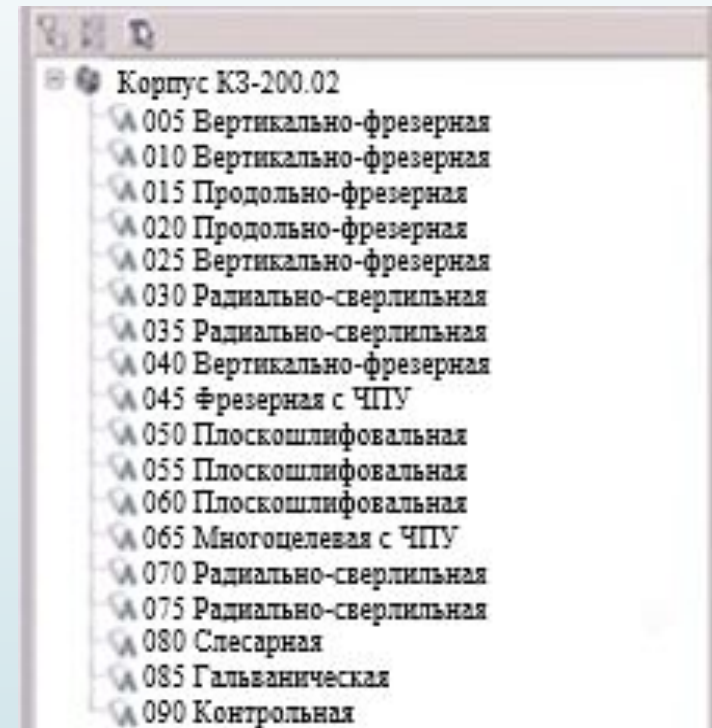 Корпус КЗ-200.02
A 005 Вертикально-фрезерная
A 010 Вертикально-фрезерная
A 015 Продольно-фрезерная
A 020 Продольно-фрезерная
A 025 Вертикально-фрезерная
A 030 Радиально-сверлильная
A 035 Радиально-сверлильная
A 040 Вертикально-фрезерная
A 045 Фрезерная с ЧПУ
A 050 Плоскошлифовальная
A 055 Плоскошлифовальная
A 060 Плоскошлифовальная
A 065 Многоцелевая с ЧПУ
A 070 Радиально-сверлильная
A 075 Радиально-сверлильная
A 080 Слесарная
A 085 Гальваническая
A 090 Контрольная